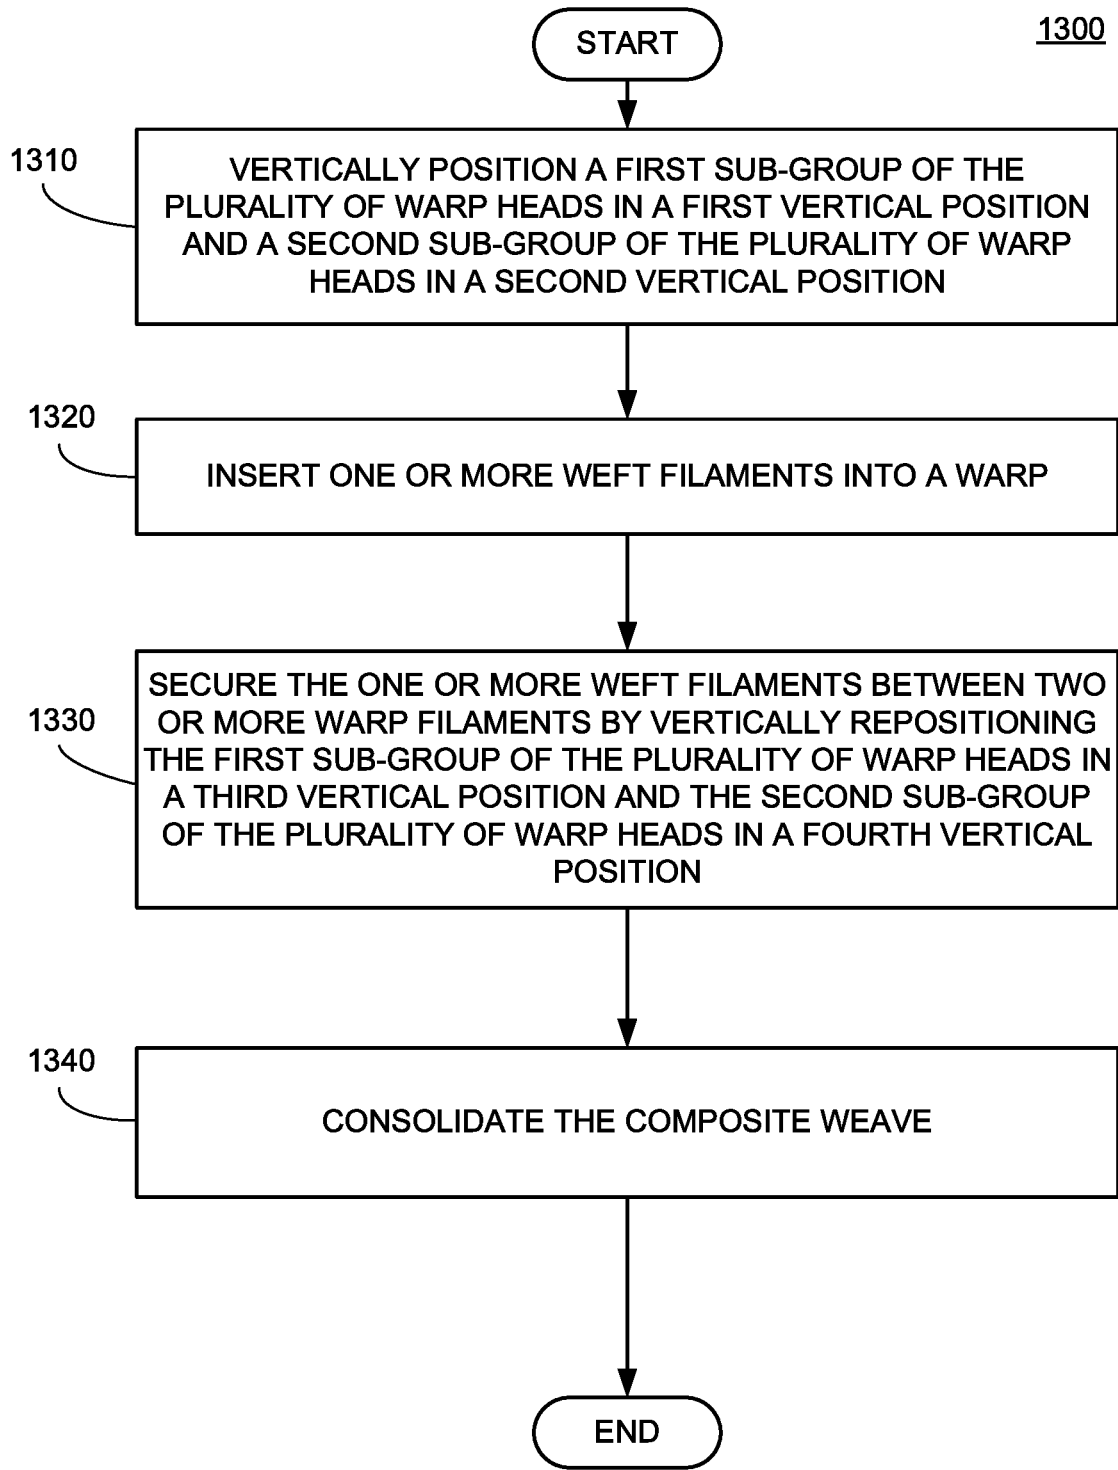 START
1300
1310
VERTICALLY POSITION A FIRST SUB-GROUP OF THE
PLURALITY OF WARP HEADS IN A FIRST VERTICAL POSITION
AND A SECOND SUB-GROUP OF THE PLURALITY OF WARP
HEADS IN A SECOND VERTICAL POSITION
1320
INSERT ONE OR MORE WEFT FILAMENTS INTO A WARP
1330
SECURE THE ONE OR MORE WEFT FILAMENTS BETWEEN TWO
OR MORE WARP FILAMENTS BY VERTICALLY REPOSITIONING
THE FIRST SUB-GROUP OF THE PLURALITY OF WARP HEADS IN
A THIRD VERTICAL POSITION AND THE SECOND SUB-GROUP
OF THE PLURALITY OF WARP HEADS IN A FOURTH VERTICAL
POSITION
1340
CONSOLIDATE THE COMPOSITE WEAVE
END